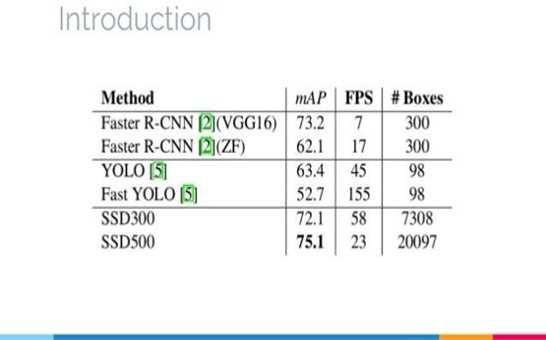 Introduction
Method mAP FPS # Boxes
Faster R-CNN [2](VGG16) 73.2 7 300
Faster R-CNN [2](ZF) 62.1 17 300
YOLO [5] 63.4 45 98
Fast YOLO [5] 52.7 155 98
SSD300 72.1 58 7308
SSD500 75.1 23 20097